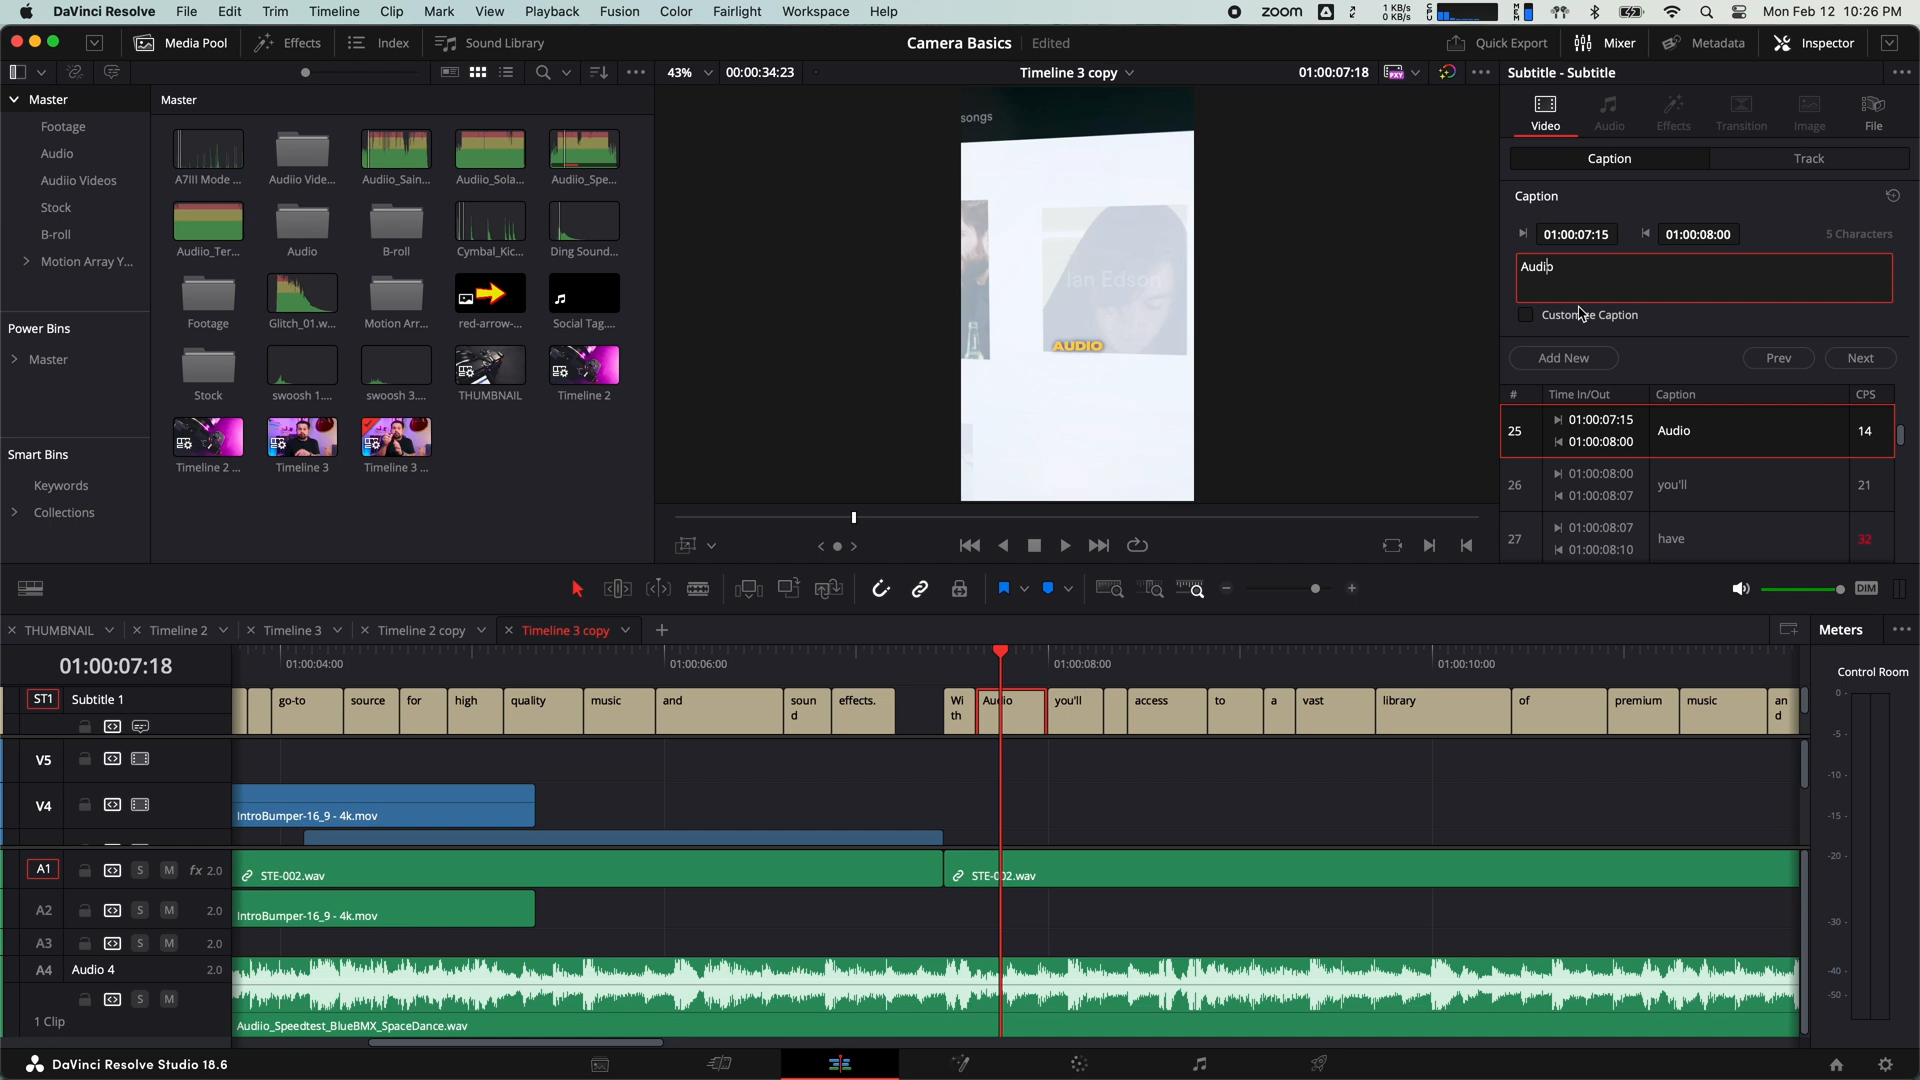 DaVinci Resolve File Edit Trim Timeline Clip Mark View Playback Fusion Color Fairlight Workspace Help
zoom 1 KB/s 0 KB/s CPU MEM Mon Feb 12 10:26 PM
Media Pool Effects Index Sound Library Camera Basics Edited Quick Export Mixer Metadata Inspector
43% 00:00:34:23 Timeline 3 copy 01:00:07:18 Subtitle - Subtitle
Master
Footage
Audio
Audiio Videos
Stock
B-roll
Motion Array Y...
Power Bins
Master
Smart Bins
Keywords
Collections
Master
A7III Mode ... Audiio Vide... Audiio_Sain... Audiio_Sola... Audiio_Spe...
Audiio_Ter... Audio B-roll Cymbal_Kic... Ding Sound...
Footage Glitch_01.w... Motion Arr... red-arrow-... Social Tag....
Stock swoosh 1.... swoosh 3.... THUMBNAIL Timeline 2
Timeline 2 ... Timeline 3 Timeline 3 ...
songs
Ian Edson
AUDIO
Video Audio Effects Transition Image File
Caption Track
Caption
01:00:07:15 01:00:08:00 5 Characters
Audio
Customize Caption
Add New Prev Next
# Time In/Out Caption CPS
25 01:00:07:15 01:00:08:00 Audio 14
26 01:00:08:00 01:00:08:07 you'll 21
27 01:00:08:07 01:00:08:10 have 32
DIM
THUMBNAIL Timeline 2 Timeline 3 Timeline 2 copy Timeline 3 copy Meters
01:00:07:18 01:00:04:00 01:00:06:00 01:00:08:00 01:00:10:00 Control Room
ST1 Subtitle 1 go-to source for high quality music and soun d effects. Wi th Audio you'll access to a vast library of premium music an d
V5
V4 IntroBumper-16_9 - 4k.mov
A1 S M fx 2.0 STE-002.wav STE-002.wav
A2 S M 2.0 IntroBumper-16_9 - 4k.mov
A3 S M 2.0
A4 Audio 4 2.0
S M
1 Clip Audiio_Speedtest_BlueBMX_SpaceDance.wav
0
-5
-10
-15
-20
-30
-40
-50
DaVinci Resolve Studio 18.6